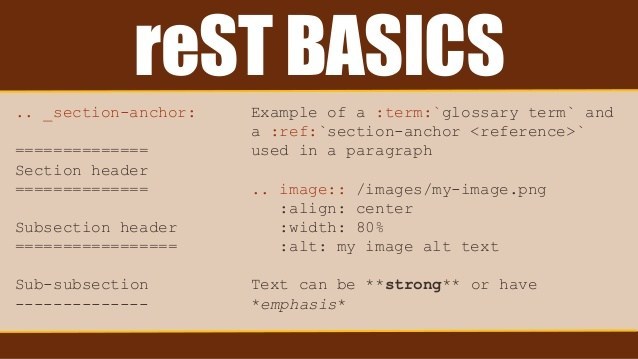 reST BASICS
.. _section-anchor:
==============
Section header
==============
Subsection header
=================
Sub-subsection
--------------
Example of a :term:`glossary term` and
a :ref:`section-anchor <reference>`
used in a paragraph
.. image:: /images/my-image.png
   :align: center
   :width: 80%
   :alt: my image alt text
Text can be **strong** or have
*emphasis*